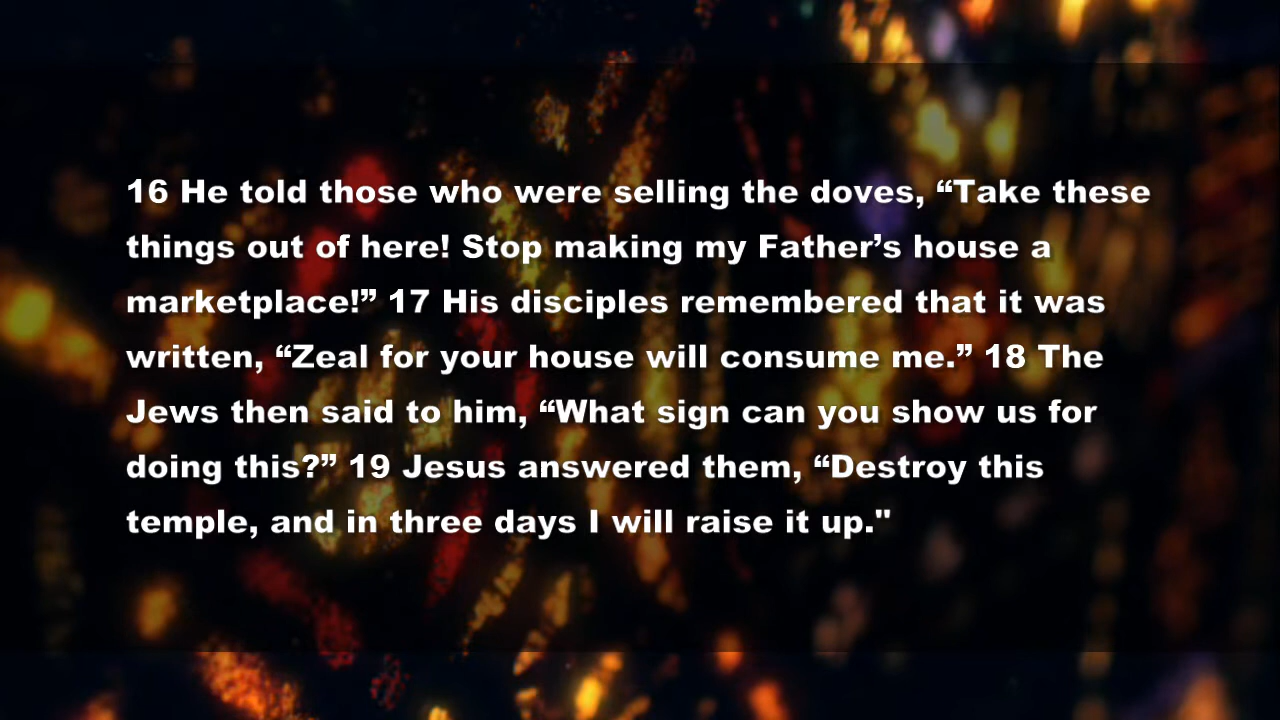 16 He told those who were selling the doves, “Take these
things out of here! Stop making my Father’s house a
marketplace!” 17 His disciples remembered that it was
written, “Zeal for your house will consume me.” 18 The
Jews then said to him, “What sign can you show us for
doing this?” 19 Jesus answered them, “Destroy this
temple, and in three days I will raise it up."